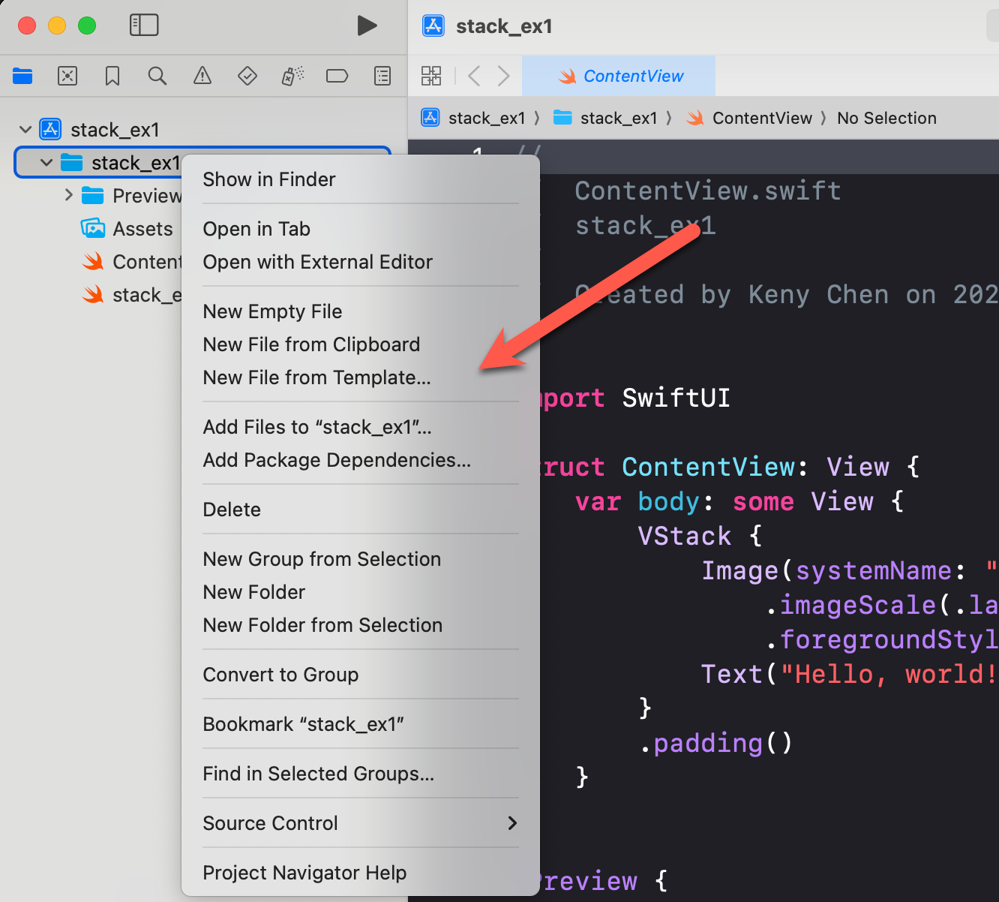 stack_ex1
ContentView
stack_ex1 stack_ex1 ContentView No Selection
stack_ex1
stack_ex1
Preview
Assets
Content
stack_e
Show in Finder
Open in Tab
Open with External Editor
New Empty File
New File from Clipboard
New File from Template...
Add Files to “stack_ex1”...
Add Package Dependencies...
Delete
New Group from Selection
New Folder
New Folder from Selection
Convert to Group
Bookmark “stack_ex1”
Find in Selected Groups...
Source Control
Project Navigator Help
1 //
ContentView.swift
stack_ex1
Created by Keny Chen on 202
mport SwiftUI
truct ContentView: View {
var body: some View {
VStack {
Image(systemName: "
.imageScale(.la
.foregroundStyl
Text("Hello, world!
}
.padding()
}
Preview {